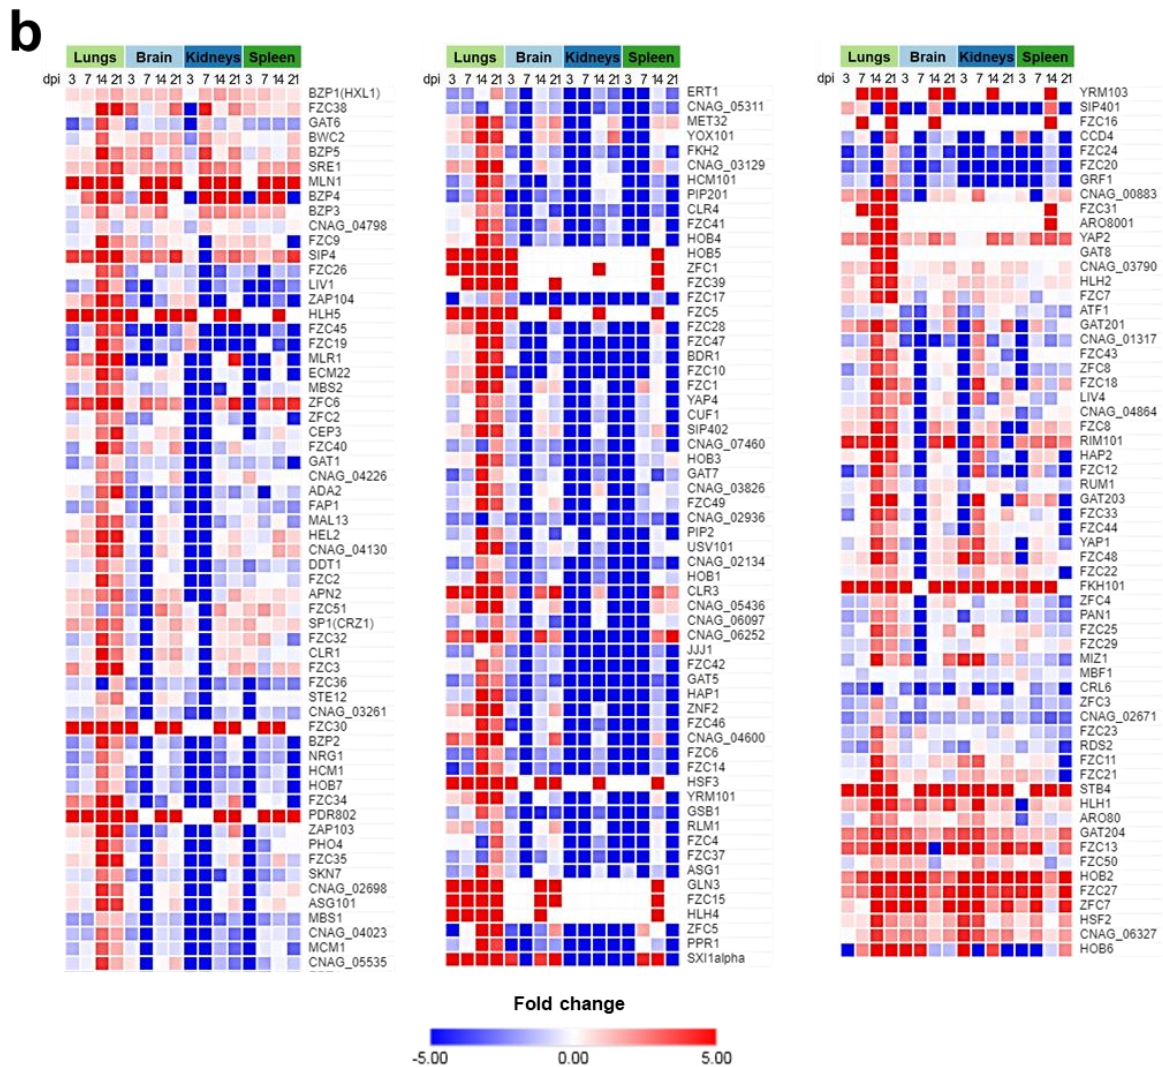 b
Lungs Brain Kidneys Spleen
dpi 3 7 14 21 3 7 14 21 3 7 14 21 3 7 14 21
BZP1(HXL1)
FZC38
GAT6
BWC2
BZP5
SRE1
MLN1
BZP4
BZP3
CNAG_04798
FZC9
SIP4
FZC26
LIV1
ZAP104
HLH5
FZC45
FZC19
MLR1
ECM22
MBS2
ZFC6
ZFC2
CEP3
FZC40
GAT1
CNAG_04226
ADA2
FAP1
MAL13
HEL2
CNAG_04130
DDT1
FZC2
APN2
FZC51
SP1(CRZ1)
FZC32
CLR1
FZC3
FZC36
STE12
CNAG_03261
FZC30
BZP2
NRG1
HCM1
HOB7
FZC34
PDR802
ZAP103
PHO4
FZC35
SKN7
CNAG_02698
ASG101
MBS1
CNAG_04023
MCM1
CNAG_05535
Lungs Brain Kidneys Spleen
dpi 3 7 14 21 3 7 14 21 3 7 14 21 3 7 14 21
ERT1
CNAG_05311
MET32
YOX101
FKH2
CNAG_03129
HCM101
PIP201
CLR4
FZC41
HOB4
HOB5
ZFC1
FZC39
FZC17
FZC5
FZC28
FZC47
BDR1
FZC10
FZC1
YAP4
CUF1
SIP402
CNAG_07460
HOB3
GAT7
CNAG_03826
FZC49
CNAG_02936
PIP2
USV101
CNAG_02134
HOB1
CLR3
CNAG_05436
CNAG_06097
CNAG_06252
JJJ1
FZC42
GAT5
HAP1
ZNF2
FZC46
CNAG_04600
FZC6
FZC14
HSF3
YRM101
GSB1
RLM1
FZC4
FZC37
ASG1
GLN3
FZC15
HLH4
ZFC5
PPR1
SXI1alpha
Lungs Brain Kidneys Spleen
dpi 3 7 14 21 3 7 14 21 3 7 14 21 3 7 14 21
YRM103
SIP401
FZC16
CCD4
FZC24
FZC20
GRF1
CNAG_00883
FZC31
ARO8001
YAP2
GAT8
CNAG_03790
HLH2
FZC7
ATF1
GAT201
CNAG_01317
FZC43
ZFC8
FZC18
LIV4
CNAG_04864
FZC8
RIM101
HAP2
FZC12
RUM1
GAT203
FZC33
FZC44
YAP1
FZC48
FZC22
FKH101
ZFC4
PAN1
FZC25
FZC29
MIZ1
MBF1
CRL6
ZFC3
CNAG_02671
FZC23
RDS2
FZC11
FZC21
STB4
HLH1
ARO80
GAT204
FZC13
FZC50
HOB2
FZC27
ZFC7
HSF2
CNAG_06327
HOB6
Fold change
-5.00 0.00 5.00